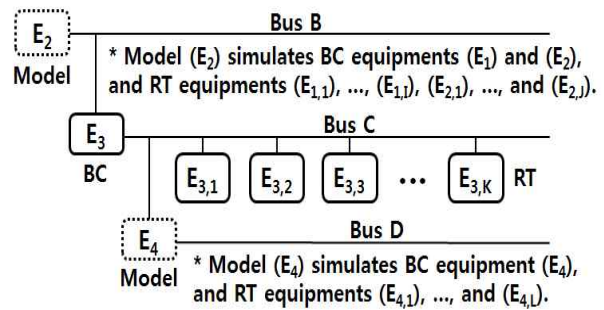 Bus B
E2
Model
* Model (E2) simulates BC equipments (E1) and (E2),
and RT equipments (E1,1), ..., (E1,I), (E2,1), ..., and (E2,J).
E3
BC
Bus C
E3,1
E3,2
E3,3
•••
E3,K
RT
E4
Model
Bus D
* Model (E4) simulates BC equipment (E4),
and RT equipments (E4,1), ..., and (E4,L).